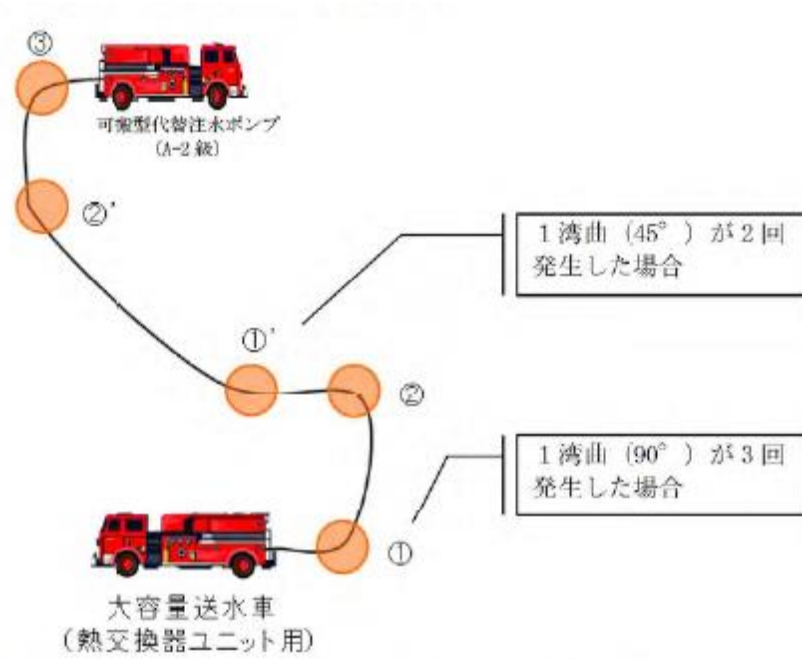 ③
可搬型代替注水ポンプ
(A-2 級)
②’
1 湾曲 (45° ) が 2 回
発生した場合
①’
②
1 湾曲 (90° ) が 3 回
発生した場合
①
大容量送水車
(熱交換器ユニット用)